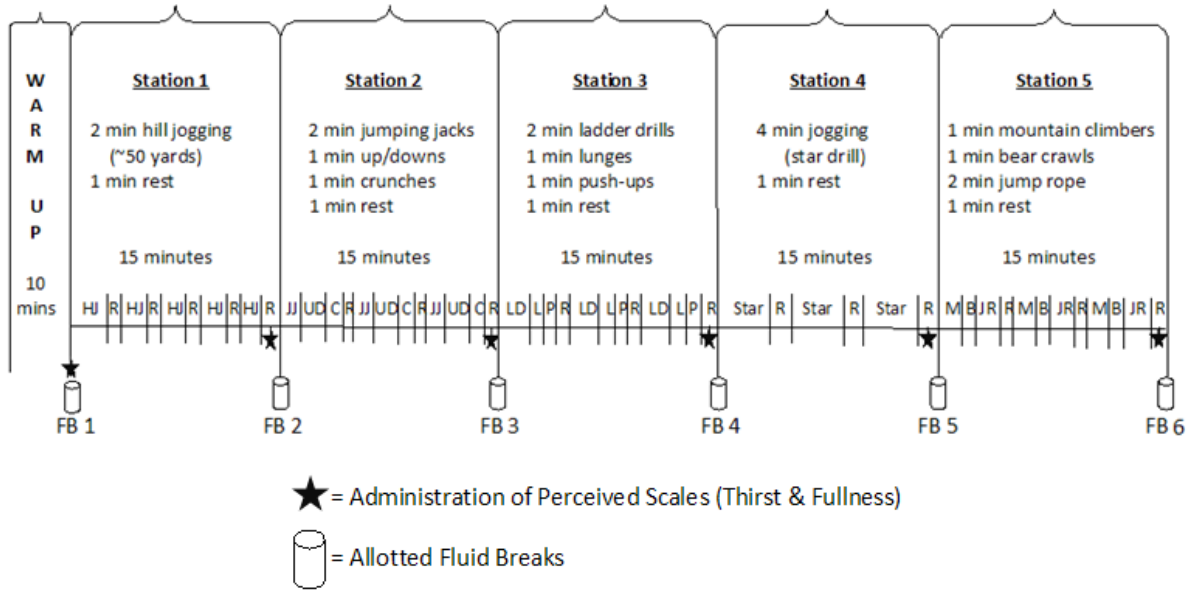 WARM UP
10
mins
Station 1
2 min hill jogging
(~50 yards)
1 min rest
15 minutes
Station 2
2 min jumping jacks
1 min up/downs
1 min crunches
1 min rest
15 minutes
Station 3
2 min ladder drills
1 min lunges
1 min push-ups
1 min rest
15 minutes
Station 4
4 min jogging
(star drill)
1 min rest
15 minutes
Station 5
1 min mountain climbers
1 min bear crawls
2 min jump rope
1 min rest
15 minutes
HJ R HJ R HJ R HJ R HJ R JJ UD C R JJ UD C R JJ UD C R LD L P R LD L P R LD L P R Star R Star R Star R M B JR R M B JR R M B JR R
FB 1 FB 2 FB 3 FB 4 FB 5 FB 6
= Administration of Perceived Scales (Thirst & Fullness)
= Allotted Fluid Breaks